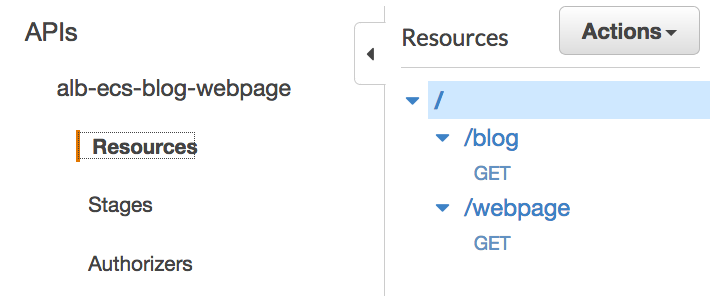 APIs
alb-ecs-blog-webpage
Resources
Stages
Authorizers
Resources
Actions
/
/blog
GET
/webpage
GET